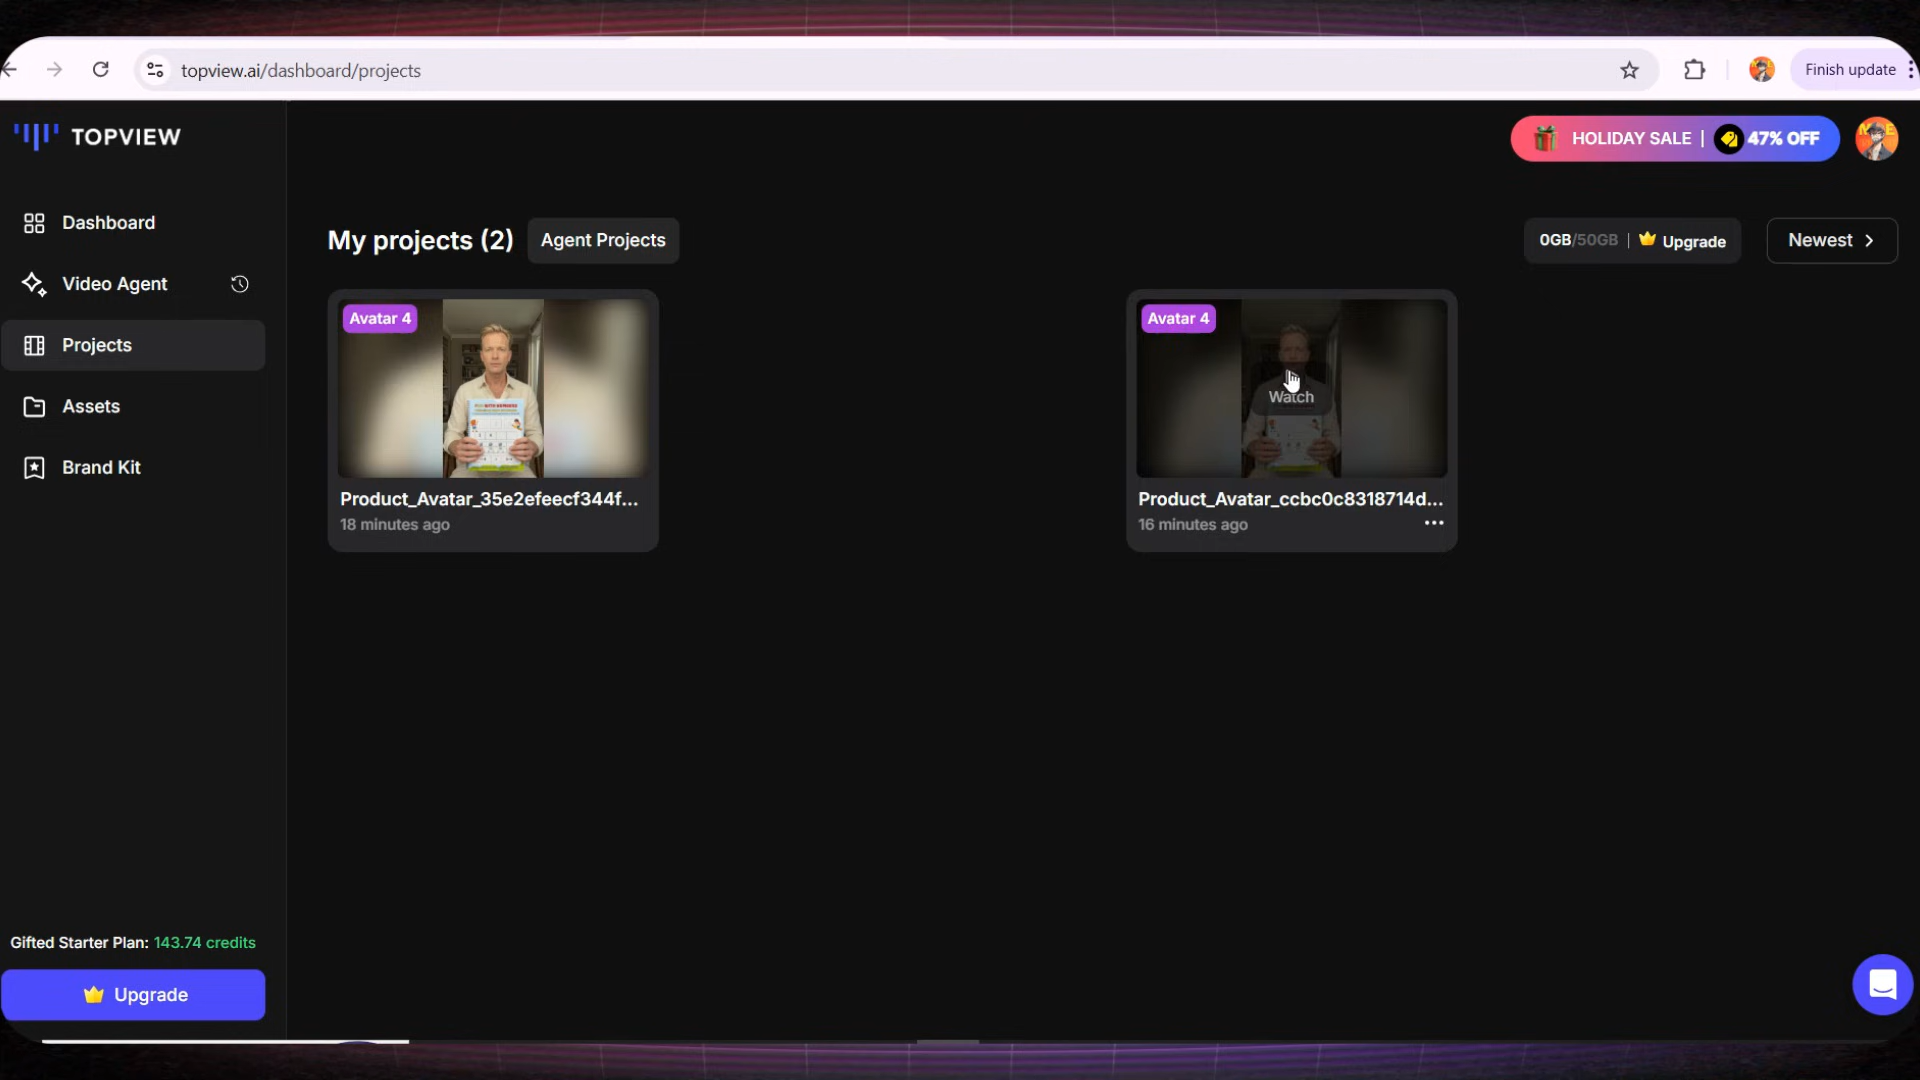 topview.ai/dashboard/projects
Finish update
TOPVIEW
HOLIDAY SALE | 47% OFF
Dashboard
Video Agent
Projects
Assets
Brand Kit
My projects (2)
Agent Projects
0GB/50GB | Upgrade
Newest
Avatar 4
Product_Avatar_35e2efeecf344f...
18 minutes ago
Avatar 4
Watch
Product_Avatar_ccbc0c8318714d...
16 minutes ago
Gifted Starter Plan: 143.74 credits
Upgrade